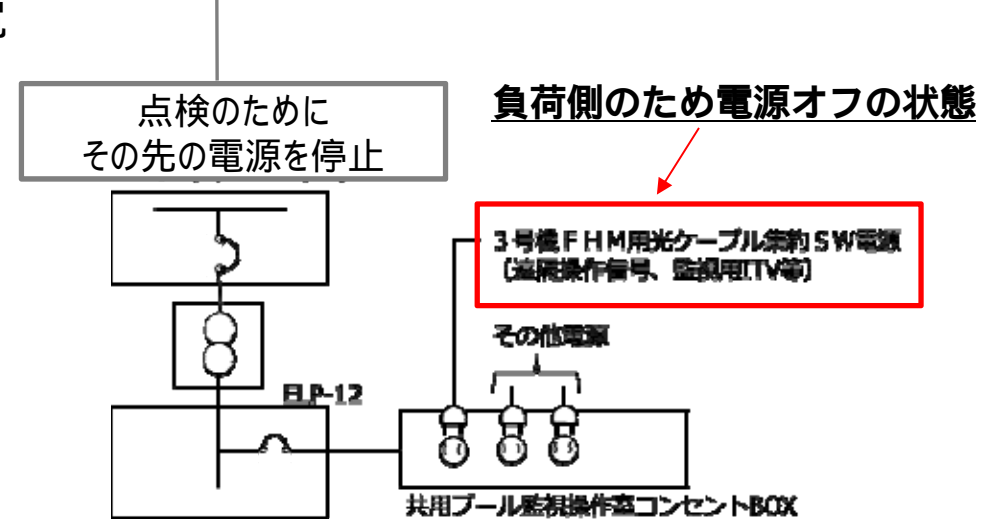 点検のために
その先の電源を停止
負荷側のため電源オフの状態
3号機FHM用光ケーブル集約SW電源
(遠隔操作信号、監視用ITV等)
その他電源
ELP-12
共用プール監視操作室コンセントBOX